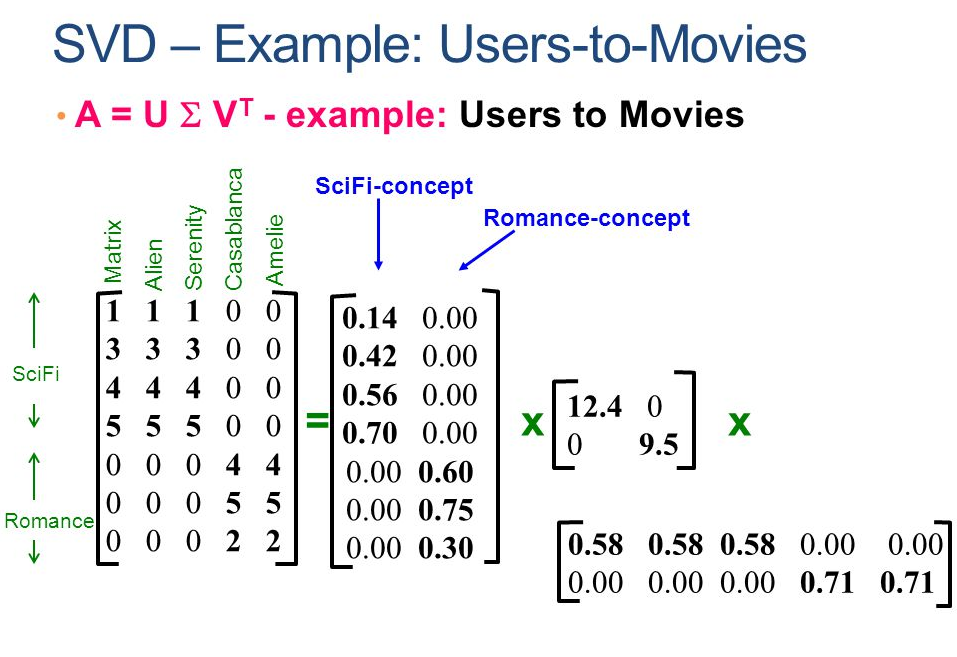 SVD – Example: Users-to-Movies
• A = U Σ Vᵀ - example: Users to Movies
SciFi-concept
Romance-concept
Matrix
Alien
Serenity
Casablanca
Amelie
SciFi
Romance
1 1 1 0 0
3 3 3 0 0
4 4 4 0 0
5 5 5 0 0
0 0 0 4 4
0 0 0 5 5
0 0 0 2 2
=
0.14 0.00
0.42 0.00
0.56 0.00
0.70 0.00
0.00 0.60
0.00 0.75
0.00 0.30
x
12.4 0
0 9.5
x
0.58 0.58 0.58 0.00 0.00
0.00 0.00 0.00 0.71 0.71